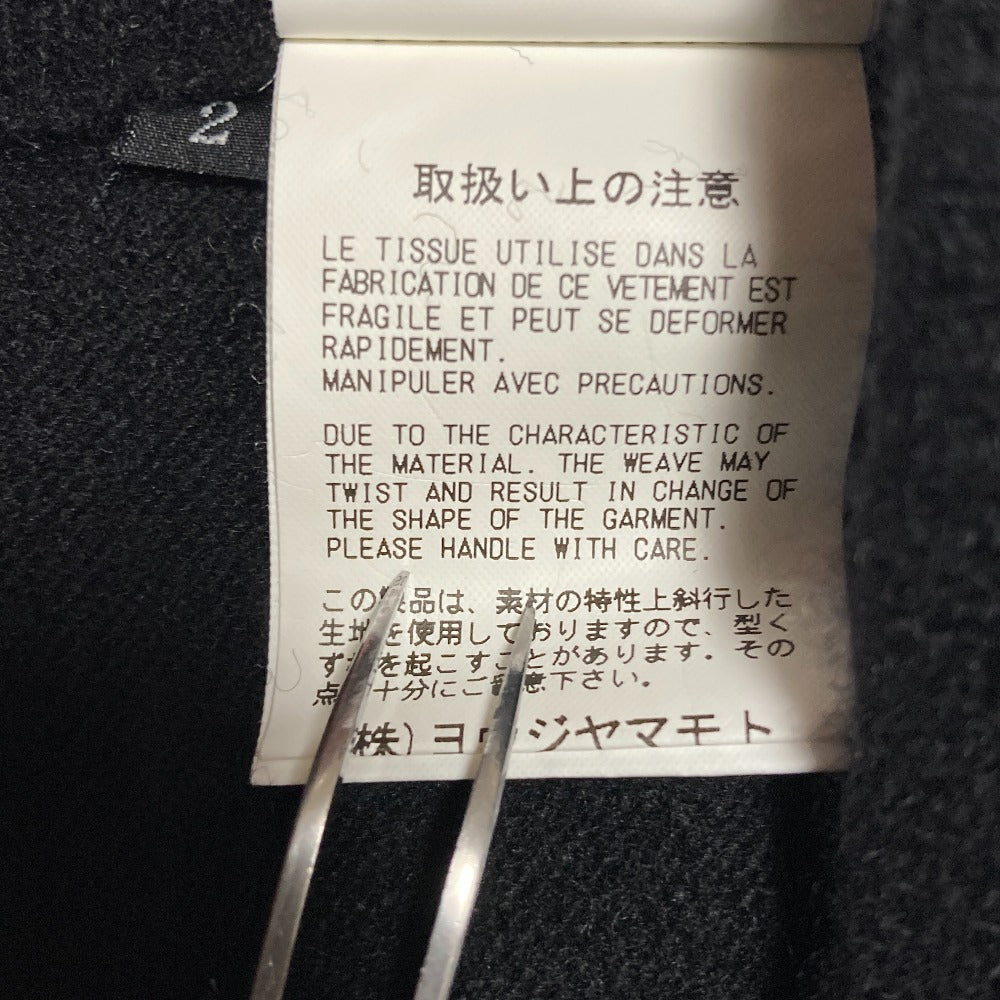 2
取扱い上の注意
LE TISSUE UTILISE DANS LA
FABRICATION DE CE VETEMENT EST
FRAGILE ET PEUT SE DEFORMER
RAPIDEMENT.
MANIPULER AVEC PRECAUTIONS.
DUE TO THE CHARACTERISTIC OF
THE MATERIAL. THE WEAVE MAY
TWIST AND RESULT IN CHANGE OF
THE SHAPE OF THE GARMENT.
PLEASE HANDLE WITH CARE.
この製品は、素材の特性上斜行した
生地を使用しておりますので、型く
ずれを起こすことがあります。その
点 十分にご留意下さい。
(株)ヨウジヤマモト